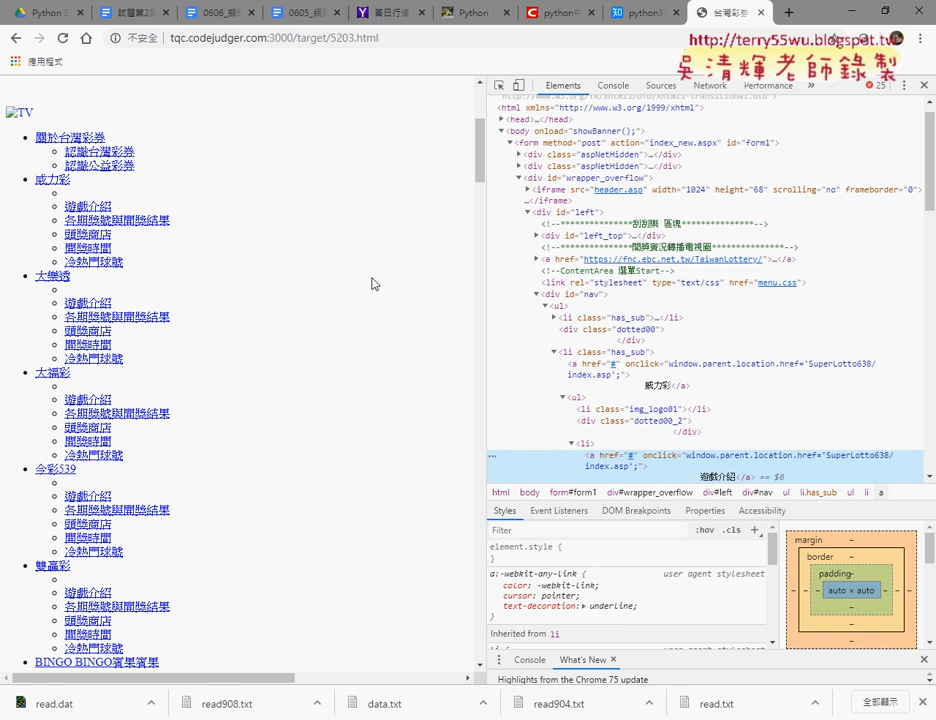 Python
試題第2
0606_
0605_
當日行情
Python
python
python3
台灣彩券
不安全
tqc.codejudger.com:3000/target/5203.html
http://terry55wu.blogspot.tw
吳清輝老師錄製
應用程式
Elements Console Sources Network Performance » 25
TV
關於台灣彩券
認識台灣彩券
認識公益彩券
威力彩
遊戲介紹
各期獎號與開獎結果
頭獎商店
開獎時間
冷熱門球號
大樂透
遊戲介紹
各期獎號與開獎結果
頭獎商店
開獎時間
冷熱門球號
大福彩
各期獎號與開獎結果
頭獎商店
開獎時間
冷熱門球號
今彩539
遊戲介紹
各期獎號與開獎結果
頭獎商店
開獎時間
冷熱門球號
雙贏彩
遊戲介紹
各期獎號與開獎結果
頭獎商店
開獎時間
冷熱門球號
BINGO BINGO賓果賓果
<html xmlns="http://www.w3.org/1999/xhtml">
<head>…</head>
<body onload="showBanner();">
<form method="post" action="index_new.aspx" id="form1">
<div class="aspNetHidden">…</div>
<div class="aspNetHidden">…</div>
<div id="wrapper_overflow">
<iframe src="header.asp" width="1024" height="68" scrolling="no" frameborder="0">
…</iframe>
<div id="left">
<!--***************刮刮樂 區塊***************-->
<div id="left_top">…</div>
<!--***************開獎實況轉播電視圈***************-->
<a href="https://fnc.ebc.net.tw/TaiwanLottery/">…</a>
<!--ContentArea 選單Start-->
<link rel="stylesheet" type="text/css" href="menu.css">
<div id="nav">
<ul>
<li class="has_sub">…</li>
<div class="dotted00">
</div>
<li class="has_sub">
<a href="#" onclick="window.parent.location.href='SuperLotto638/
index.asp';">
威力彩</a>
<ul>
<li class="img_logo01"></li>
<div class="dotted00_2">
</div>
<li>
… <a href="#" onclick="window.parent.location.href='SuperLotto638/
index.asp';">
遊戲介紹</a> == $0
html body form#form1 div#wrapper_overflow div#left div#nav ul li.has_sub ul li a
Styles Event Listeners DOM Breakpoints Properties Accessibility
Filter :hov .cls +
element.style {
}
a:-webkit-any-link { user agent stylesheet
color: -webkit-link;
cursor: pointer;
text-decoration: underline;
}
Inherited from li
margin –
border –
padding–
auto × auto
Console What's New ×
Highlights from the Chrome 75 update
read.dat
read908.txt
data.txt
read904.txt
read.txt
全部顯示